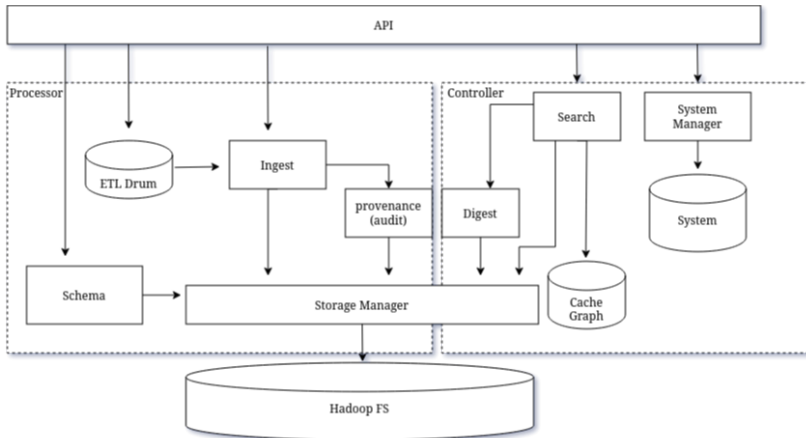 API
Processor
Controller
Search
System
Manager
ETL Drum
Ingest
provenance
(audit)
Digest
System
Schema
Storage Manager
Cache
Graph
Hadoop FS